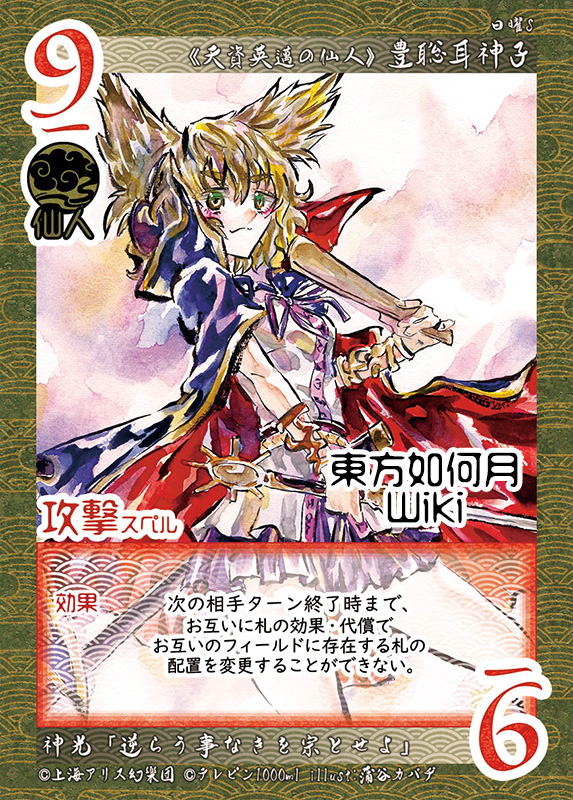 日曜S
9
《天資英邁の仙人》豊聡耳神子
仙人
東方如何月
Wiki
攻撃スペル
効果
次の相手ターン終了時まで、
お互いに札の効果・代償で
お互いのフィールドに存在する札の
配置を変更することができない。
9
神光「逆らう事なきを宗とせよ」
©上海アリス幻樂団 ©テレピン1000ml illust:蒲谷カバヂ